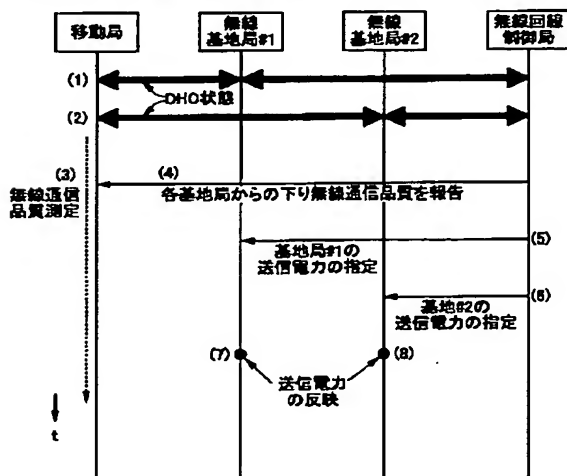 移動局
無線
基地局#1
無線
基地局#2
無線回線
制御局
(1)
DHO状態
(2)
(3)
無線通信
品質測定
(4)
各基地局からの下り無線通信品質を報告
(5)
基地局#1の
送信電力の指定
(6)
基地#2の
送信電力の指定
(7)
(8)
送信電力
の反映
t